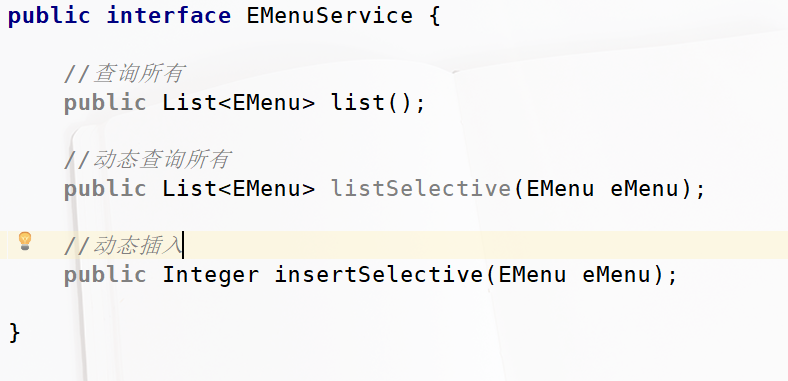 public interface EMenuService {
//查询所有
public List<EMenu> list();
//动态查询所有
public List<EMenu> listSelective(EMenu eMenu);
//动态插入
public Integer insertSelective(EMenu eMenu);
}